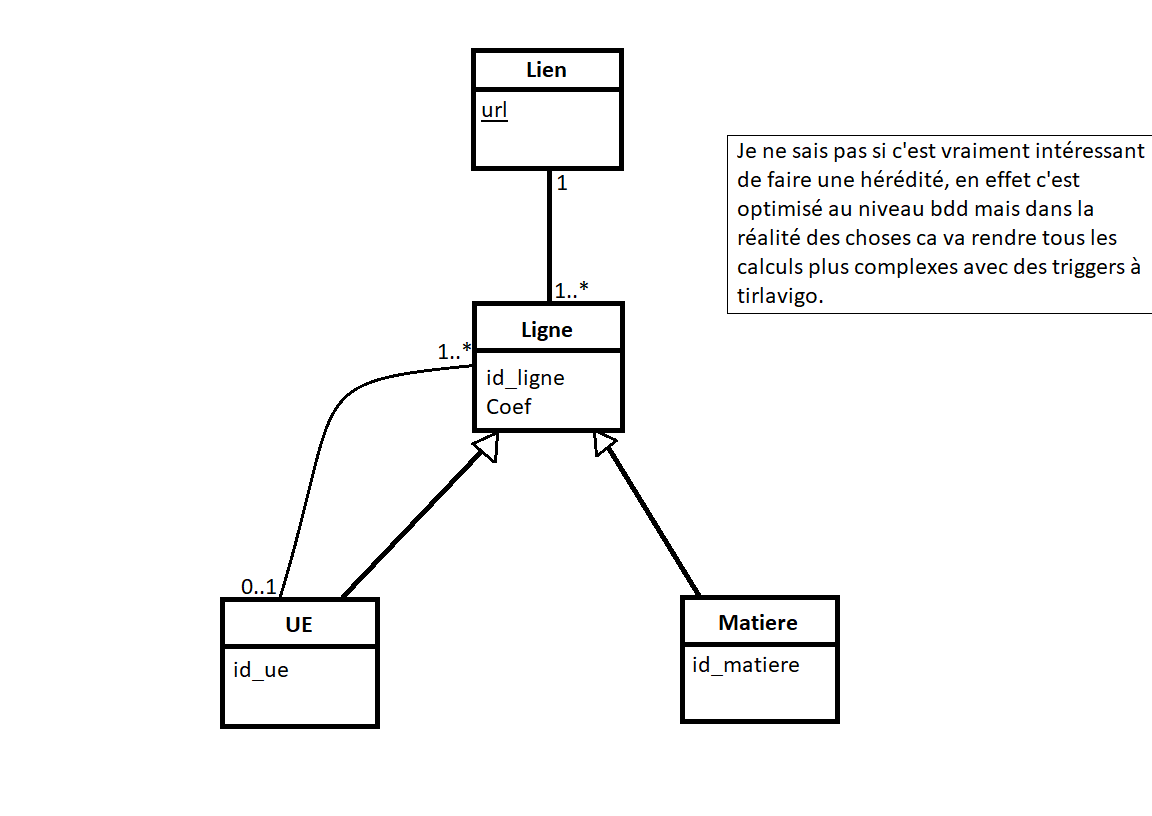 Lien
url
1
Je ne sais pas si c'est vraiment intéressant
de faire une hérédité, en effet c'est
optimisé au niveau bdd mais dans la
réalité des choses ca va rendre tous les
calculs plus complexes avec des triggers à
tirlavigo.
1..*
Ligne
1..*
id_ligne
Coef
0..1
UE
id_ue
Matiere
id_matiere